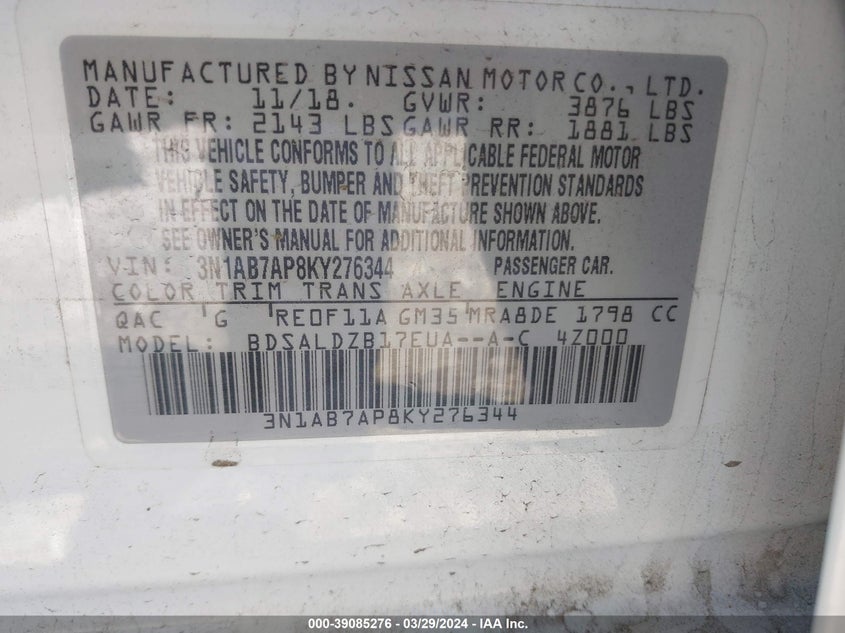 MANUFACTURED BY NISSAN MOTOR CO., LTD.
DATE: 11/18. GVWR: 3876 LBS
GAWR FR: 2143 LBS GAWR RR: 1881 LBS
THIS VEHICLE CONFORMS TO ALL APPLICABLE FEDERAL MOTOR
VEHICLE SAFETY, BUMPER AND THEFT PREVENTION STANDARDS
IN EFFECT ON THE DATE OF MANUFACTURE SHOWN ABOVE.
SEE OWNER'S MANUAL FOR ADDITIONAL INFORMATION.
VIN: 3N1AB7AP8KY276344 PASSENGER CAR.
COLOR TRIM TRANS AXLE ENGINE
QAC G RE0F11A GM35 MRA8DE 1798 CC
MODEL: BDSALDZB17EUA--A-C 4Z000
3N1AB7AP8KY276344
000-39085276 - 03/29/2024 - IAA Inc.